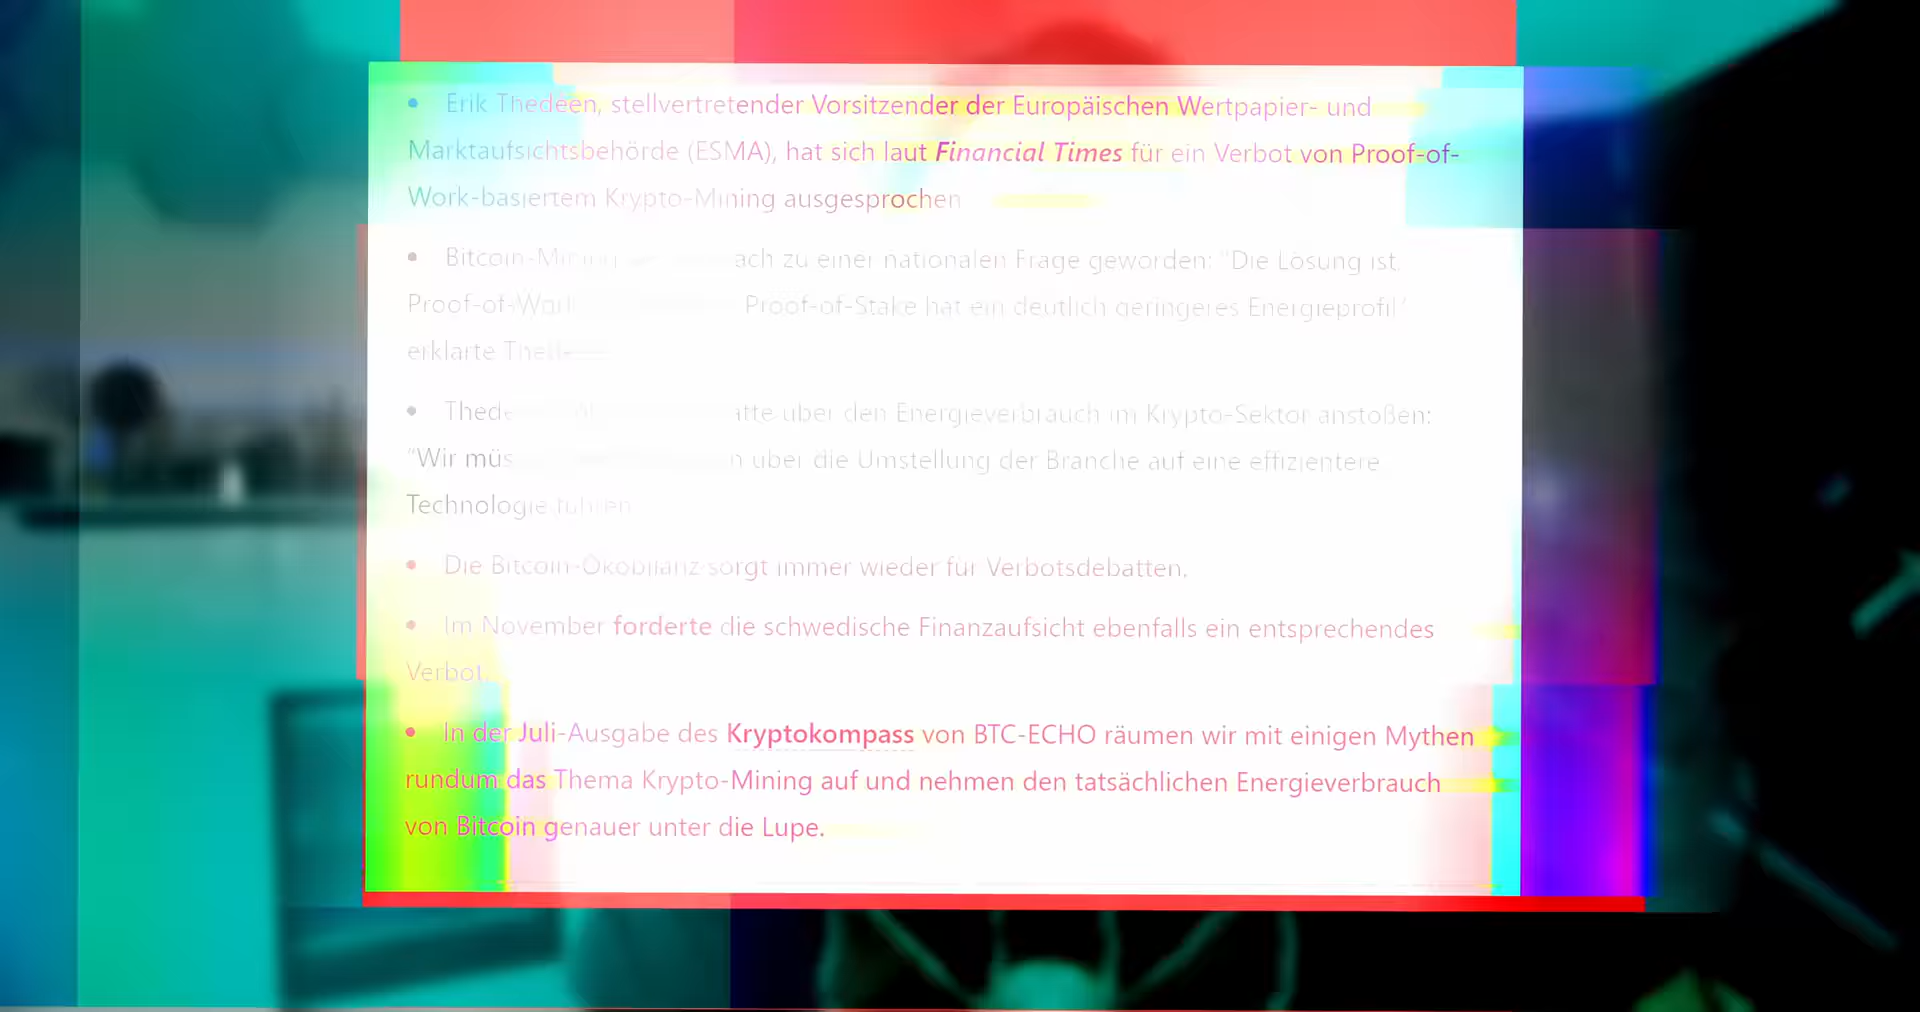 • Erik Thedéen, stellvertretender Vorsitzender der Europäischen Wertpapier- und
Marktaufsichtsbehörde (ESMA), hat sich laut Financial Times für ein Verbot von Proof-of-
Work-basiertem Krypto-Mining ausgesprochen
• Bitcoin-Mining zu einer nationalen Frage geworden: "Die Lösung ist,
Proof-of-Work Proof-of-Stake hat ein deutlich geringeres Energieprofil"
erklärte
• über den Energieverbrauch im Krypto-Sektor anstoßen:
"Wir über die Umstellung der Branche auf eine effizientere
Technologie führen
• Die Bitcoin-Ökobilanz sorgt immer wieder für Verbotsdebatten.
• Im November forderte die schwedische Finanzaufsicht ebenfalls ein entsprechendes
Verbot.
• In der Juli-Ausgabe des Kryptokompass von BTC-ECHO räumen wir mit einigen Mythen
rundum das Thema Krypto-Mining auf und nehmen den tatsächlichen Energieverbrauch
von Bitcoin genauer unter die Lupe.